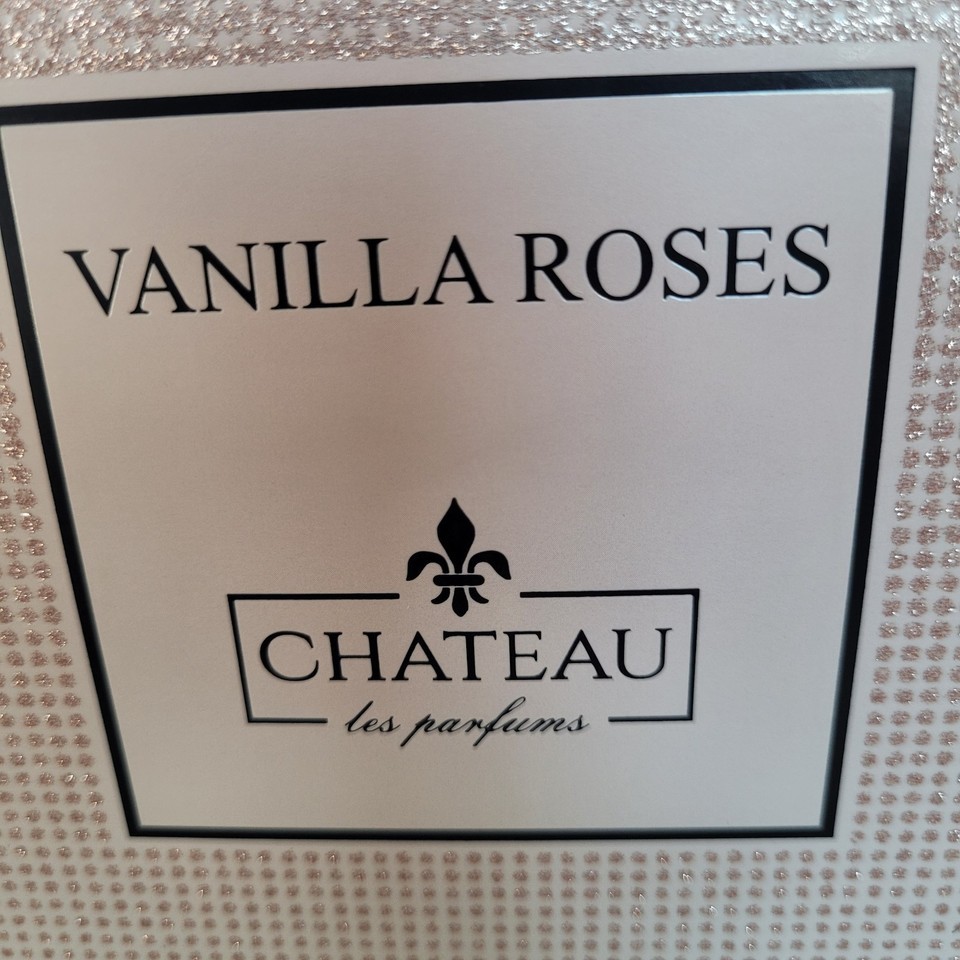 VANILLA ROSES
CHATEAU
les parfums